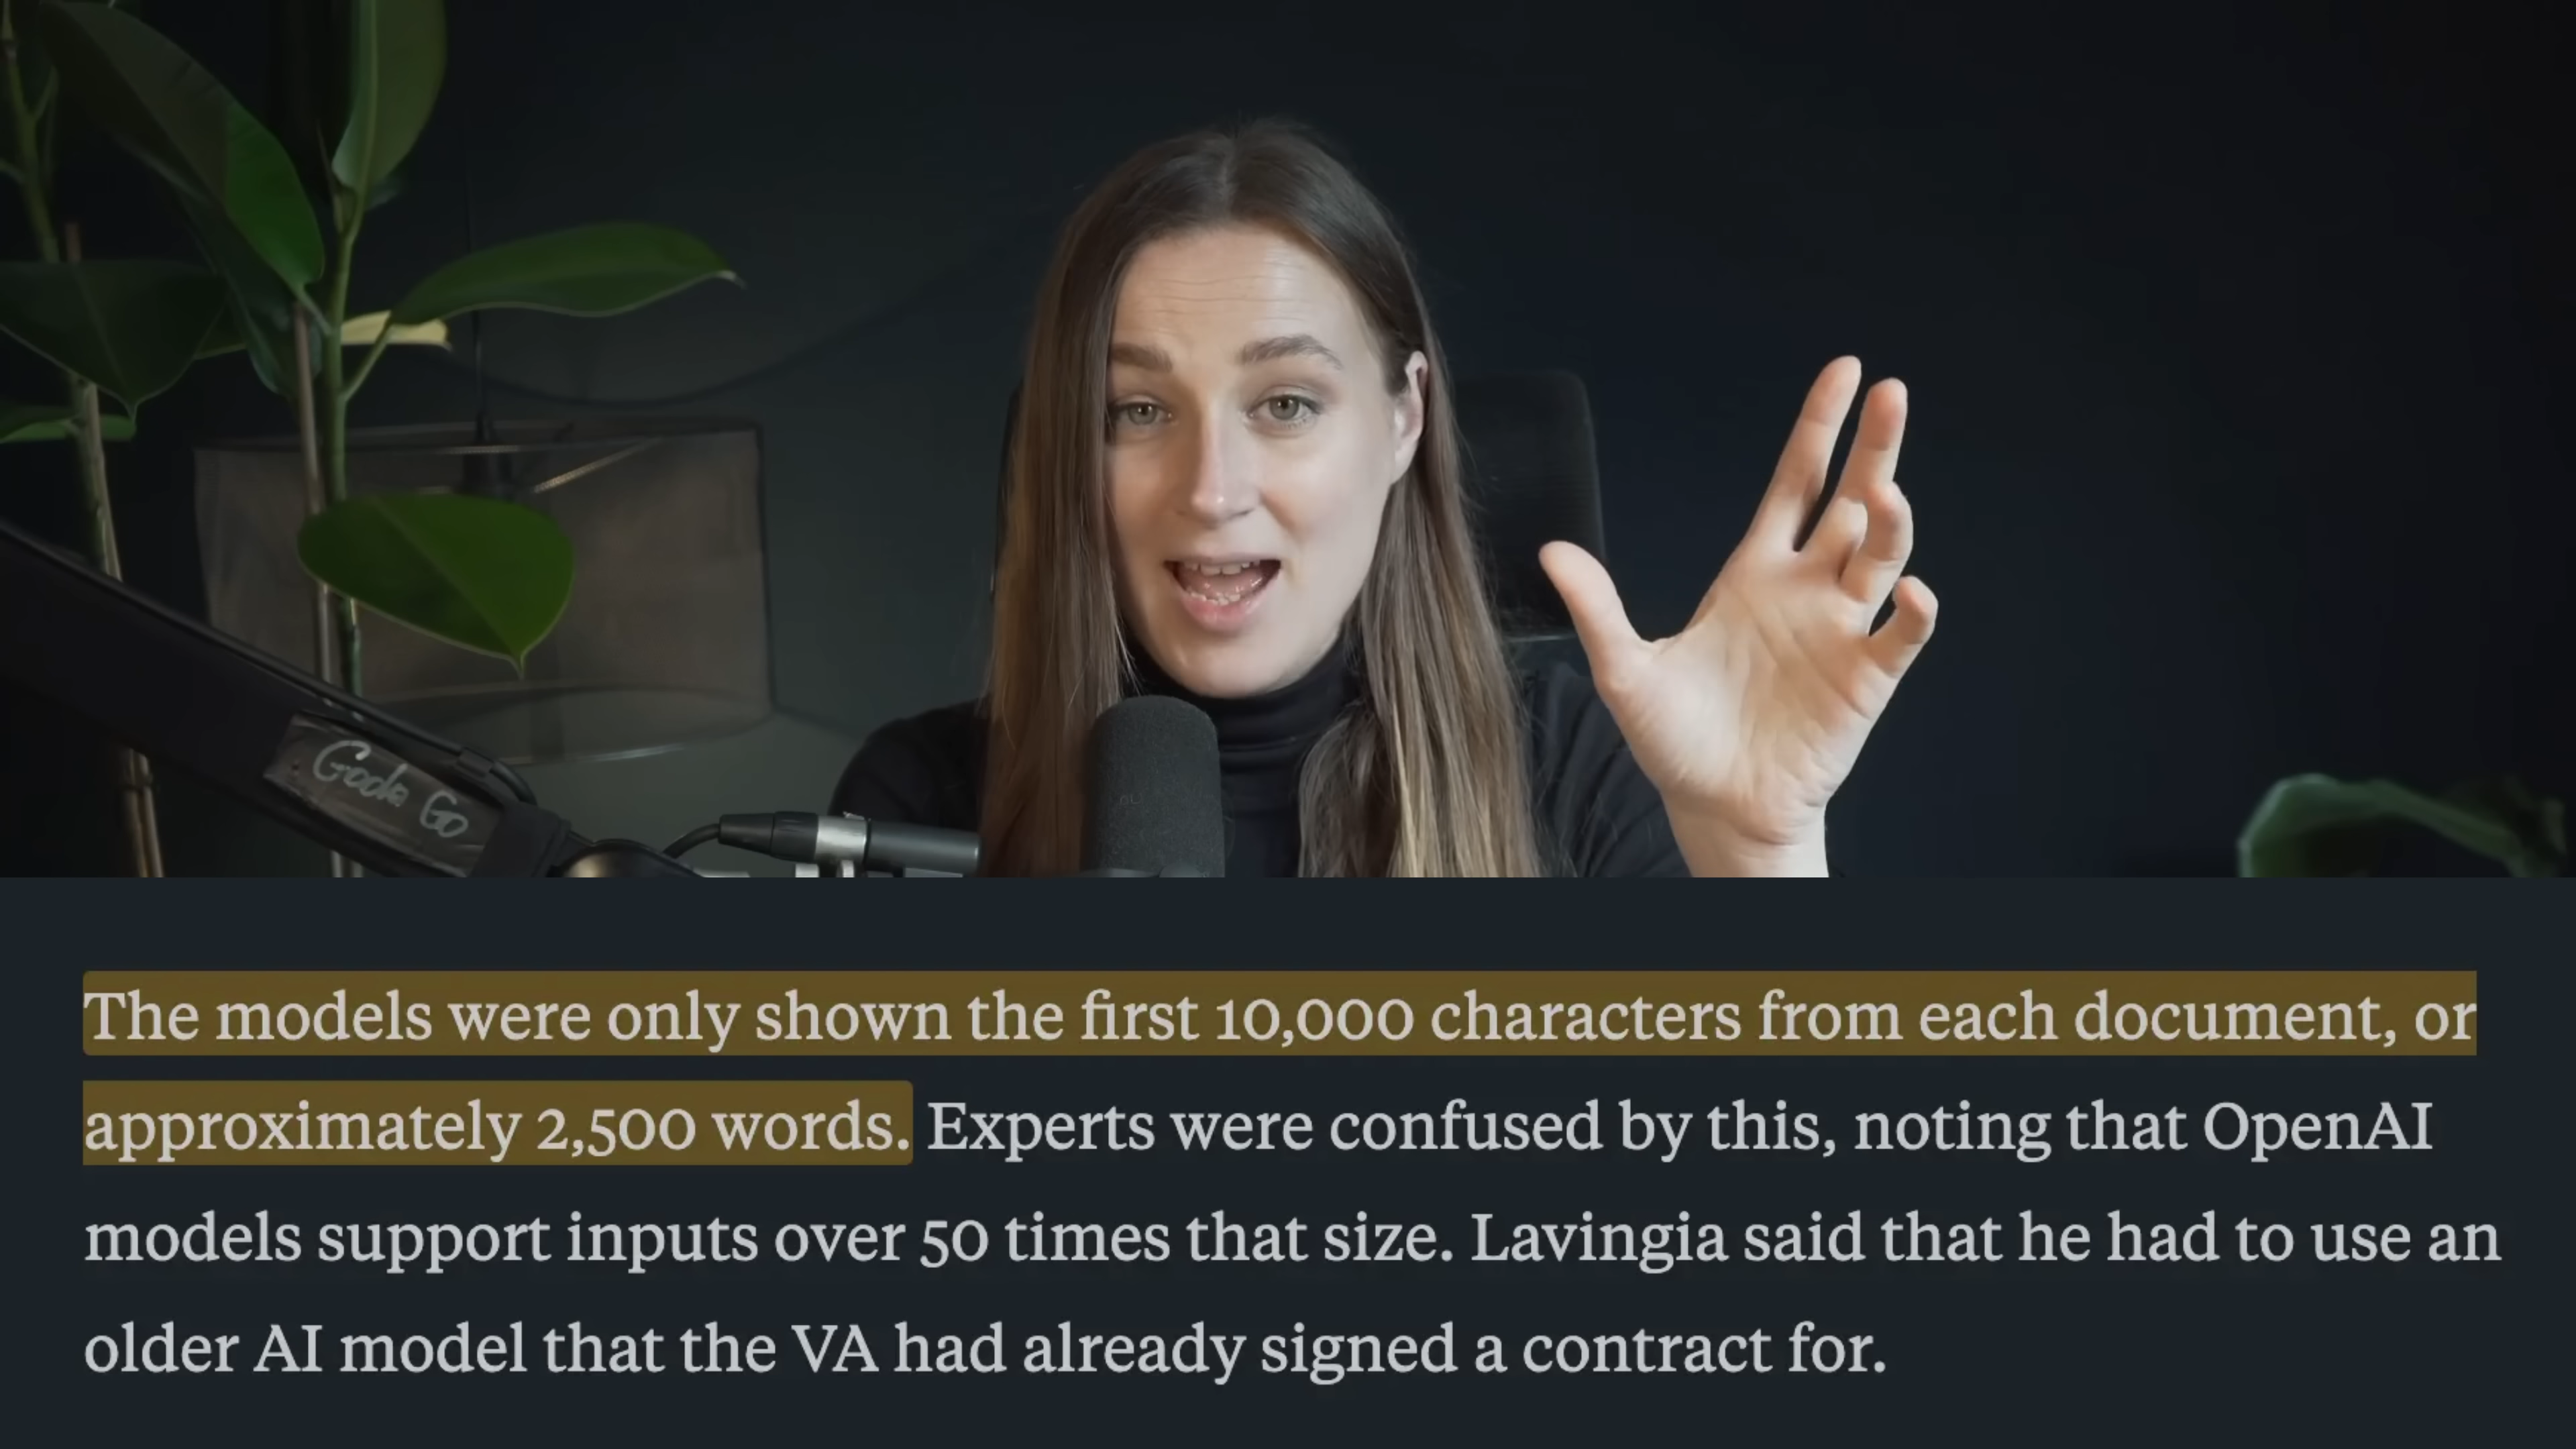 Goda Go
The models were only shown the first 10,000 characters from each document, or
approximately 2,500 words. Experts were confused by this, noting that OpenAI
models support inputs over 50 times that size. Lavingia said that he had to use an
older AI model that the VA had already signed a contract for.